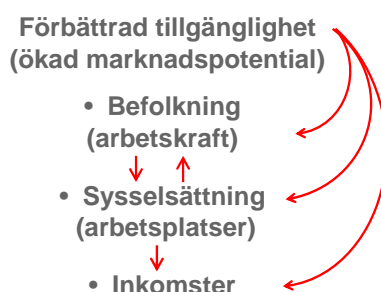 Förbättrad tillgänglighet
(ökad marknadspotential)
• Befolkning
(arbetskraft)
• Sysselsättning
(arbetsplatser)
• Inkomster